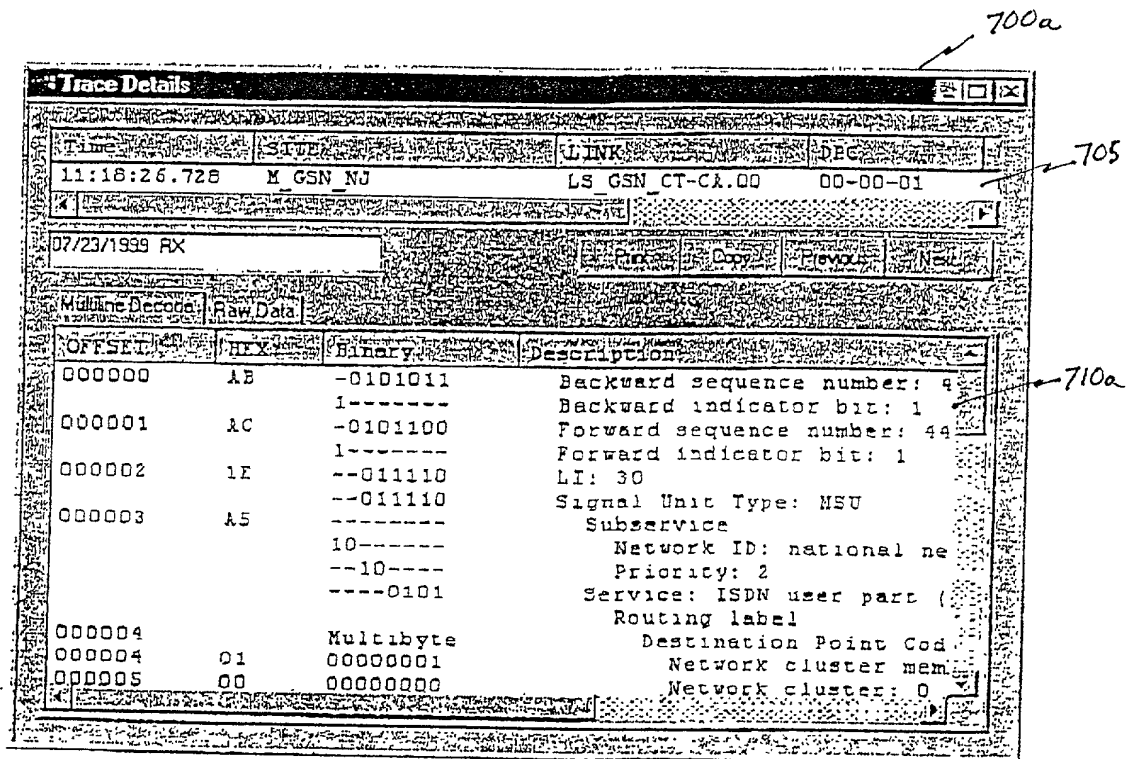 700a
Trace Details
Time SITE LINK DPC
705
11:18:26.728 M_GSN_NJ LS_GSN_CT-CA.00 00-00-01
07/23/1999 RX
Print Copy Previous Next
Multiline Decode Raw Data
OFFSET HEX Binary Description
000000 AB -0101011 Backward sequence number: 4
710a
1------- Backward indicator bit: 1
000001 AC -0101100 Forward sequence number: 44
1------- Forward indicator bit: 1
000002 1E --011110 LI: 30
--011110 Signal Unit Type: MSU
000003 A5 -------- Subservice
10------ Network ID: national ne
--10---- Priority: 2
----0101 Service: ISDN user part (
Routing label
000004 Multibyte Destination Point Cod
000004 01 00000001 Network cluster mem
000005 00 00000000 Network cluster: 0